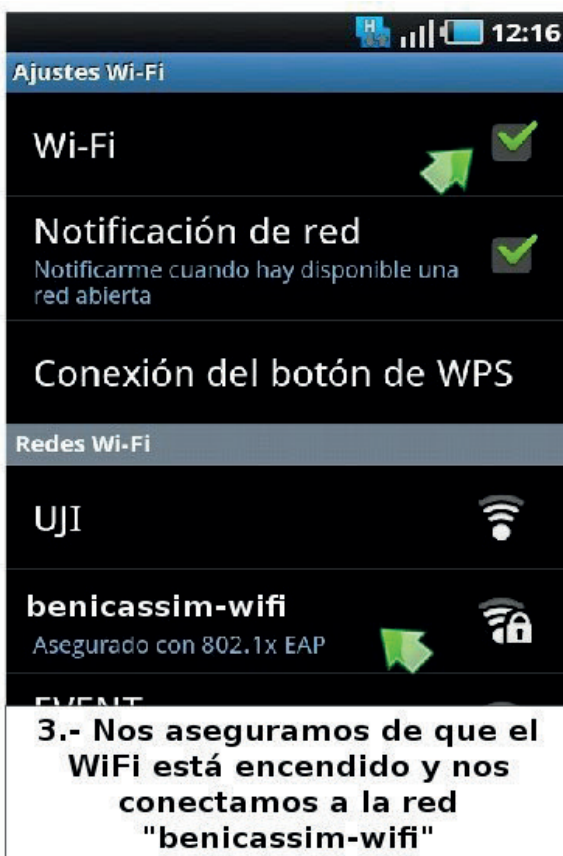 H 12:16
Ajustes Wi-Fi
Wi-Fi
Notificación de red
Notificarme cuando hay disponible una
red abierta
Conexión del botón de WPS
Redes Wi-Fi
UJI
benicassim-wifi
Asegurado con 802.1x EAP
EVENT
3.- Nos aseguramos de que el
WiFi está encendido y nos
conectamos a la red
"benicassim-wifi"